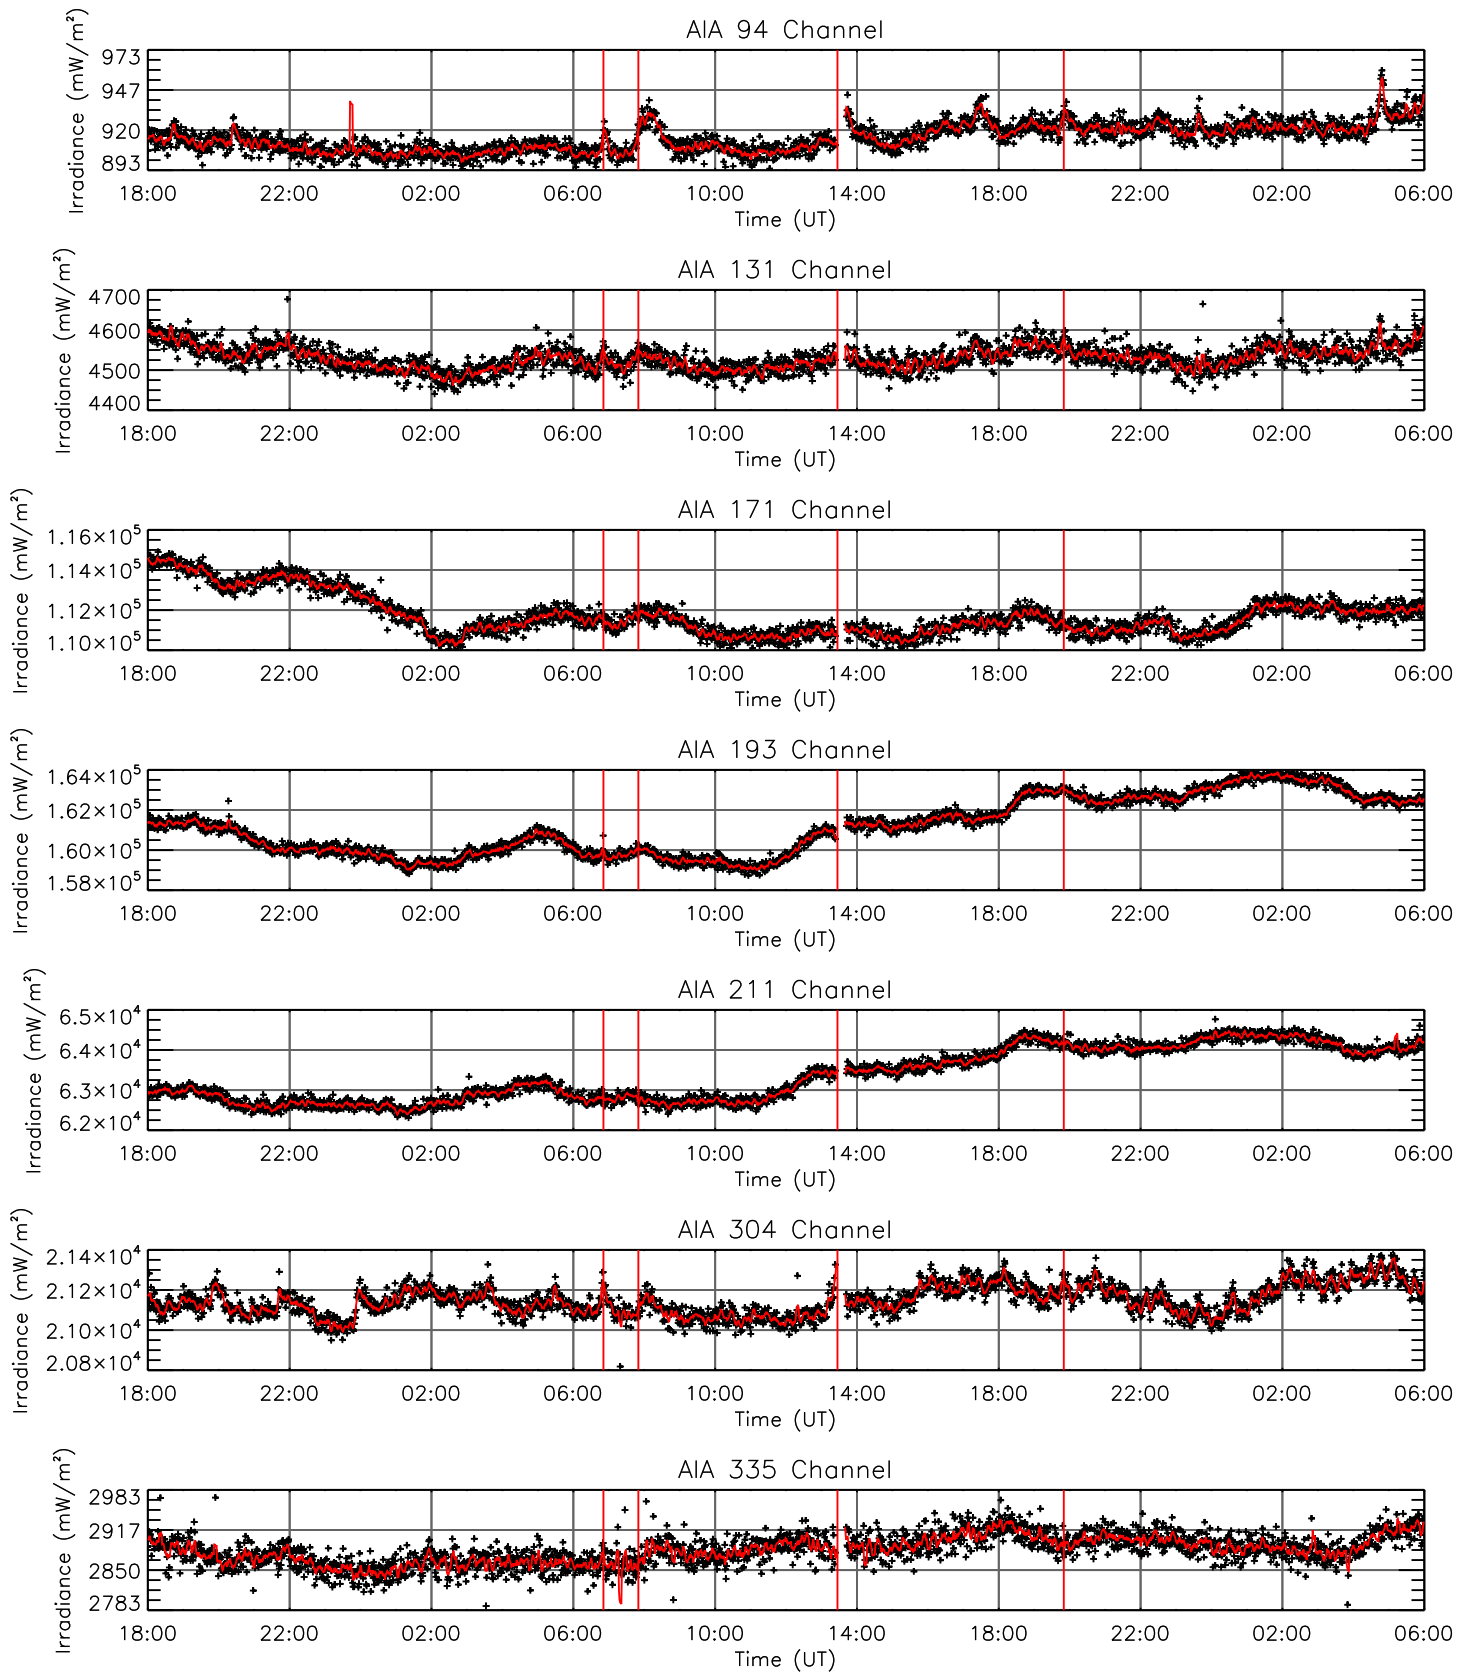 AIA 94 Channel
Irradiance (mW/m²)
973
947
920
893
18:00 22:00 02:00 06:00 10:00 14:00 18:00 22:00 02:00 06:00
Time (UT)
AIA 131 Channel
Irradiance (mW/m²)
4700
4600
4500
4400
18:00 22:00 02:00 06:00 10:00 14:00 18:00 22:00 02:00 06:00
Time (UT)
AIA 171 Channel
Irradiance (mW/m²)
1.16×10⁵
1.14×10⁵
1.12×10⁵
1.10×10⁵
18:00 22:00 02:00 06:00 10:00 14:00 18:00 22:00 02:00 06:00
Time (UT)
AIA 193 Channel
Irradiance (mW/m²)
1.64×10⁵
1.62×10⁵
1.60×10⁵
1.58×10⁵
18:00 22:00 02:00 06:00 10:00 14:00 18:00 22:00 02:00 06:00
Time (UT)
AIA 211 Channel
Irradiance (mW/m²)
6.5×10⁴
6.4×10⁴
6.3×10⁴
6.2×10⁴
18:00 22:00 02:00 06:00 10:00 14:00 18:00 22:00 02:00 06:00
Time (UT)
AIA 304 Channel
Irradiance (mW/m²)
2.14×10⁴
2.12×10⁴
2.10×10⁴
2.08×10⁴
18:00 22:00 02:00 06:00 10:00 14:00 18:00 22:00 02:00 06:00
Time (UT)
AIA 335 Channel
Irradiance (mW/m²)
2983
2917
2850
2783
18:00 22:00 02:00 06:00 10:00 14:00 18:00 22:00 02:00 06:00
Time (UT)